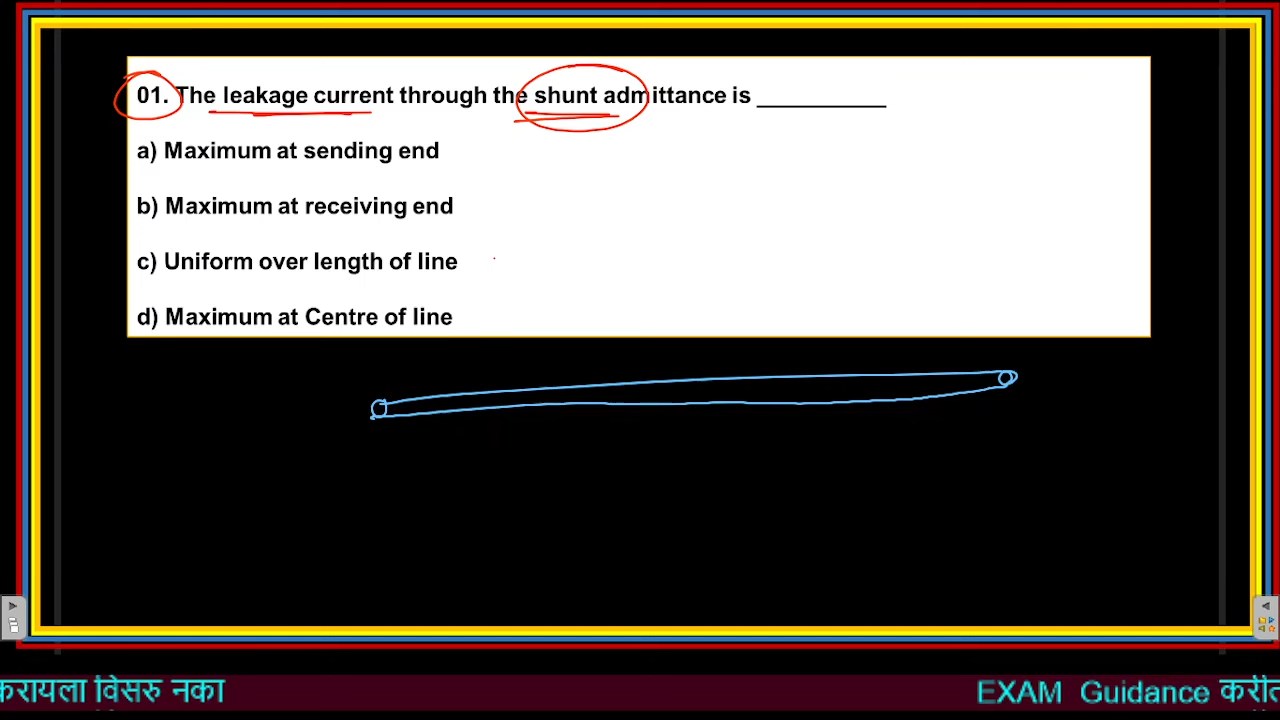 01. The leakage current through the shunt admittance is __________
a) Maximum at sending end
b) Maximum at receiving end
c) Uniform over length of line
d) Maximum at Centre of line
करायला विसरु नका
EXAM Guidance करीत